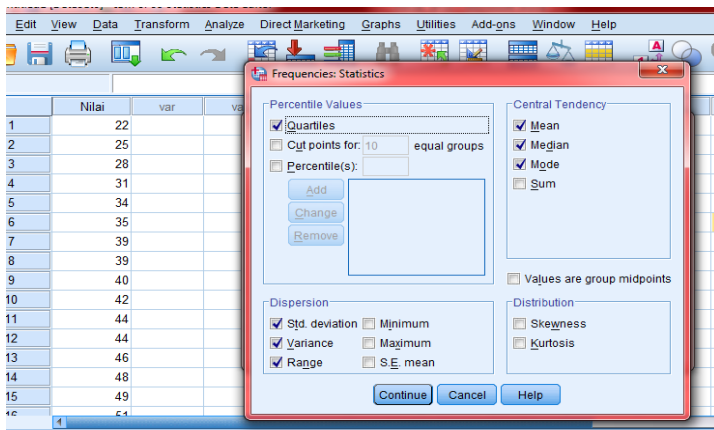 Edit View Data Transform Analyze Direct Marketing Graphs Utilities Add-ons Window Help
Frequencies: Statistics
Nilai var
1 22
2 25
3 28
4 31
5 34
6 35
7 39
8 39
9 40
10 42
11 44
12 44
13 46
14 48
15 49
16 51
Percentile Values
Quartiles
Cut points for: 10 equal groups
Percentile(s):
Add
Change
Remove
Central Tendency
Mean
Median
Mode
Sum
Values are group midpoints
Dispersion
Std. deviation Minimum
Variance Maximum
Range S.E. mean
Distribution
Skewness
Kurtosis
Continue Cancel Help